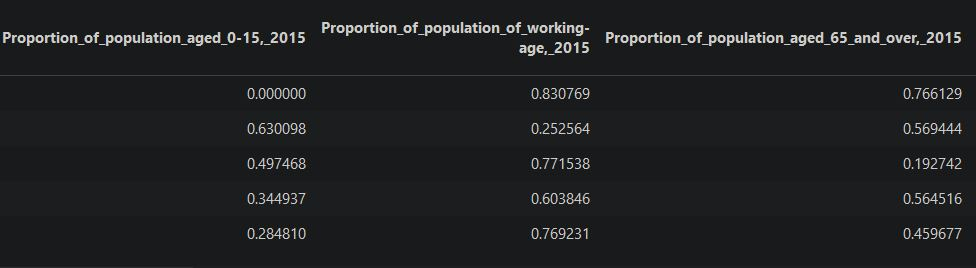 Proportion_of_population_aged_0-15,_2015 Proportion_of_population_of_working-age,_2015 Proportion_of_population_aged_65_and_over,_2015
0.000000 0.830769 0.766129
0.630098 0.252564 0.569444
0.497468 0.771538 0.192742
0.344937 0.603846 0.564516
0.284810 0.769231 0.459677